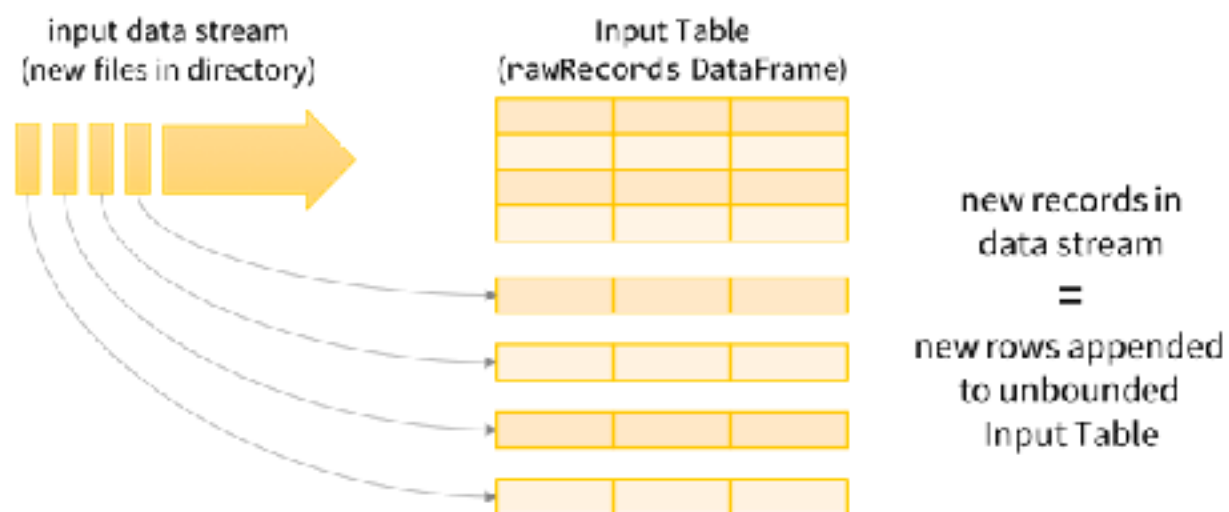 input data stream
(new files in directory)
Input Table
(rawRecords DataFrame)
new records in
data stream
=
new rows appended
to unbounded
Input Table